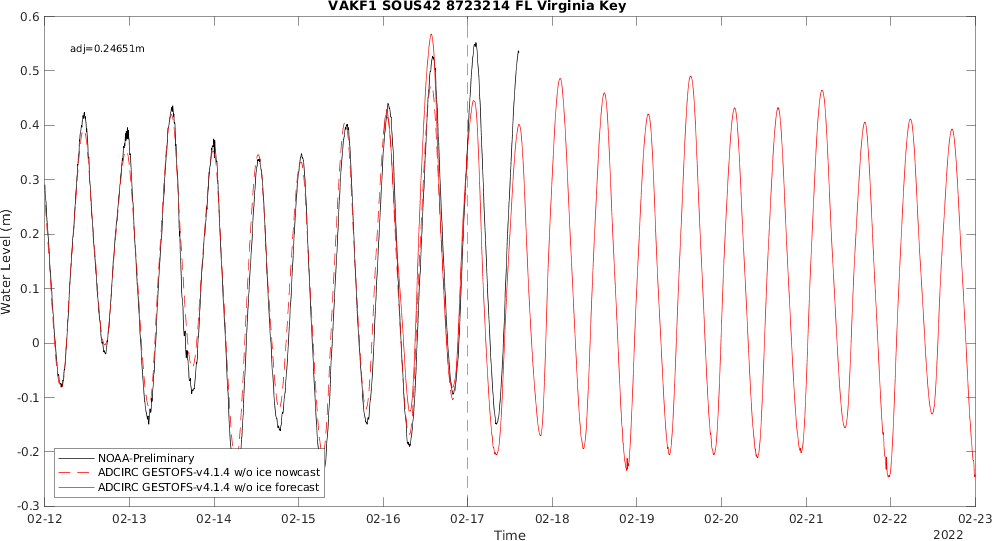 VAKF1 SOUS42 8723214 FL Virginia Key
adj=0.24651m
0.6
0.5
0.4
0.3
0.2
0.1
0
-0.1
-0.2
-0.3
Water Level (m)
NOAA-Preliminary
ADCIRC GESTOFS-v4.1.4 w/o ice nowcast
ADCIRC GESTOFS-v4.1.4 w/o ice forecast
02-12 02-13 02-14 02-15 02-16 02-17 02-18 02-19 02-20 02-21 02-22 02-23
Time
2022